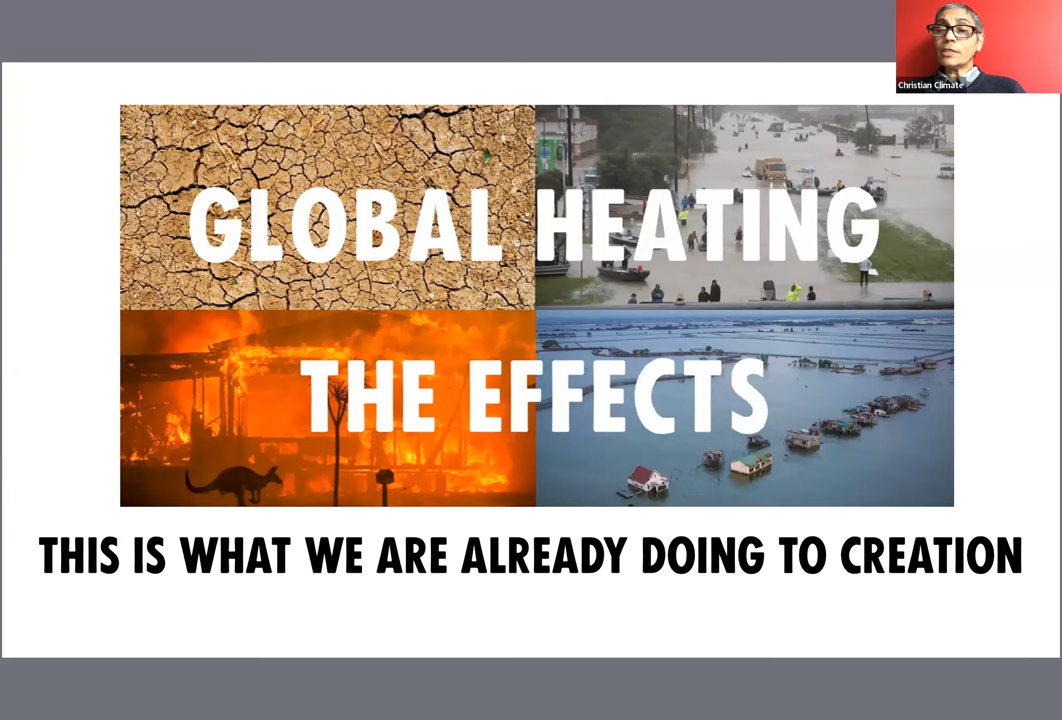 Christian Climate
GLOBAL HEATING
THE EFFECTS
THIS IS WHAT WE ARE ALREADY DOING TO CREATION